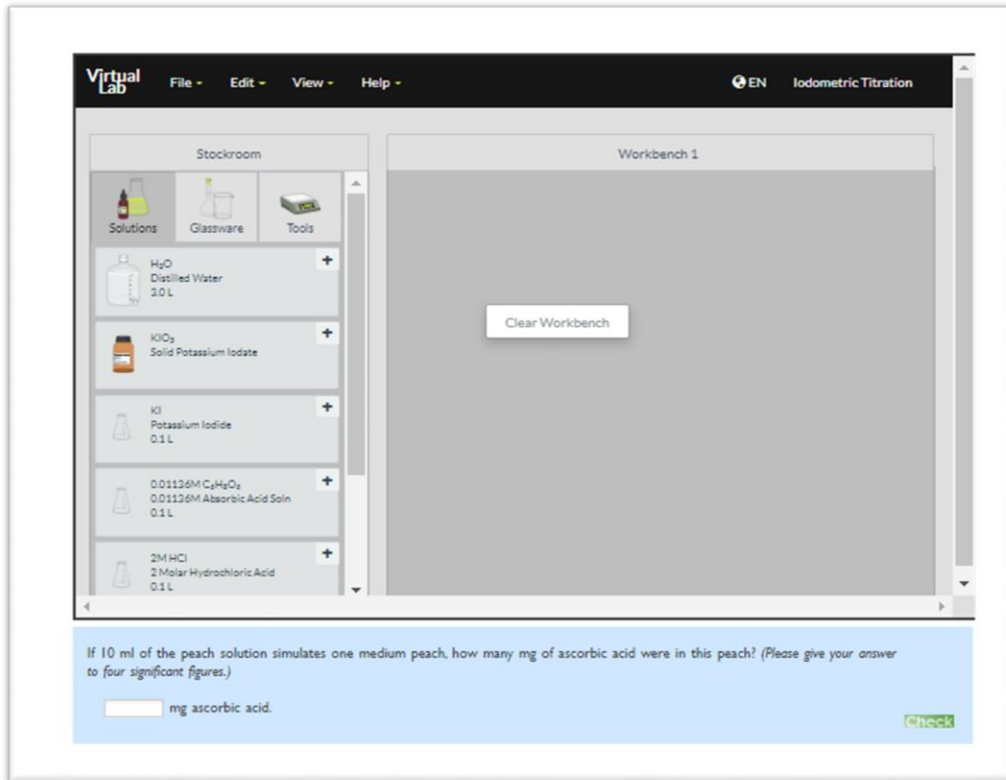 Virtual Lab File Edit View Help EN Iodometric Titration
Stockroom
Workbench 1
Solutions Glassware Tools
H₂O
Distilled Water
3.0 L
KIO₃
Solid Potassium Iodate
KI
Potassium Iodide
0.1 L
0.01136M C₆H₈O₆
0.01136M Absorbic Acid Soln
0.1 L
2M HCl
2 Molar Hydrochloric Acid
0.1 L
Clear Workbench
If 10 ml of the peach solution simulates one medium peach, how many mg of ascorbic acid were in this peach? (Please give your answer
to four significant figures.)
mg ascorbic acid.
Check